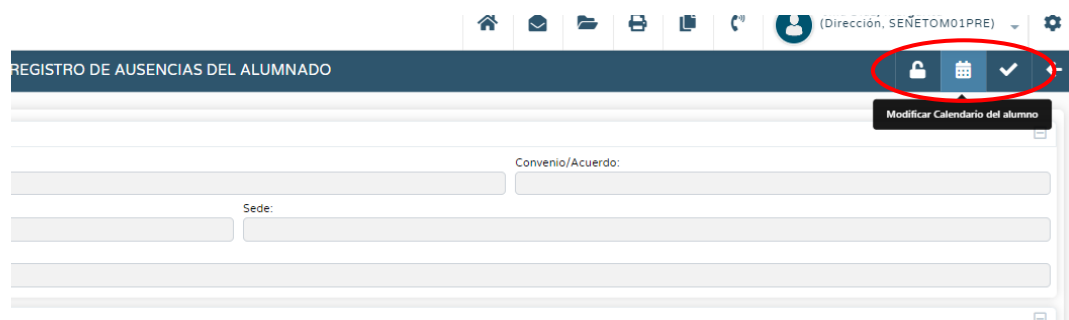 (Dirección, SEÑETOM01PRE)
REGISTRO DE AUSENCIAS DEL ALUMNADO
Modificar Calendario del alumno
Convenio/Acuerdo:
Sede: